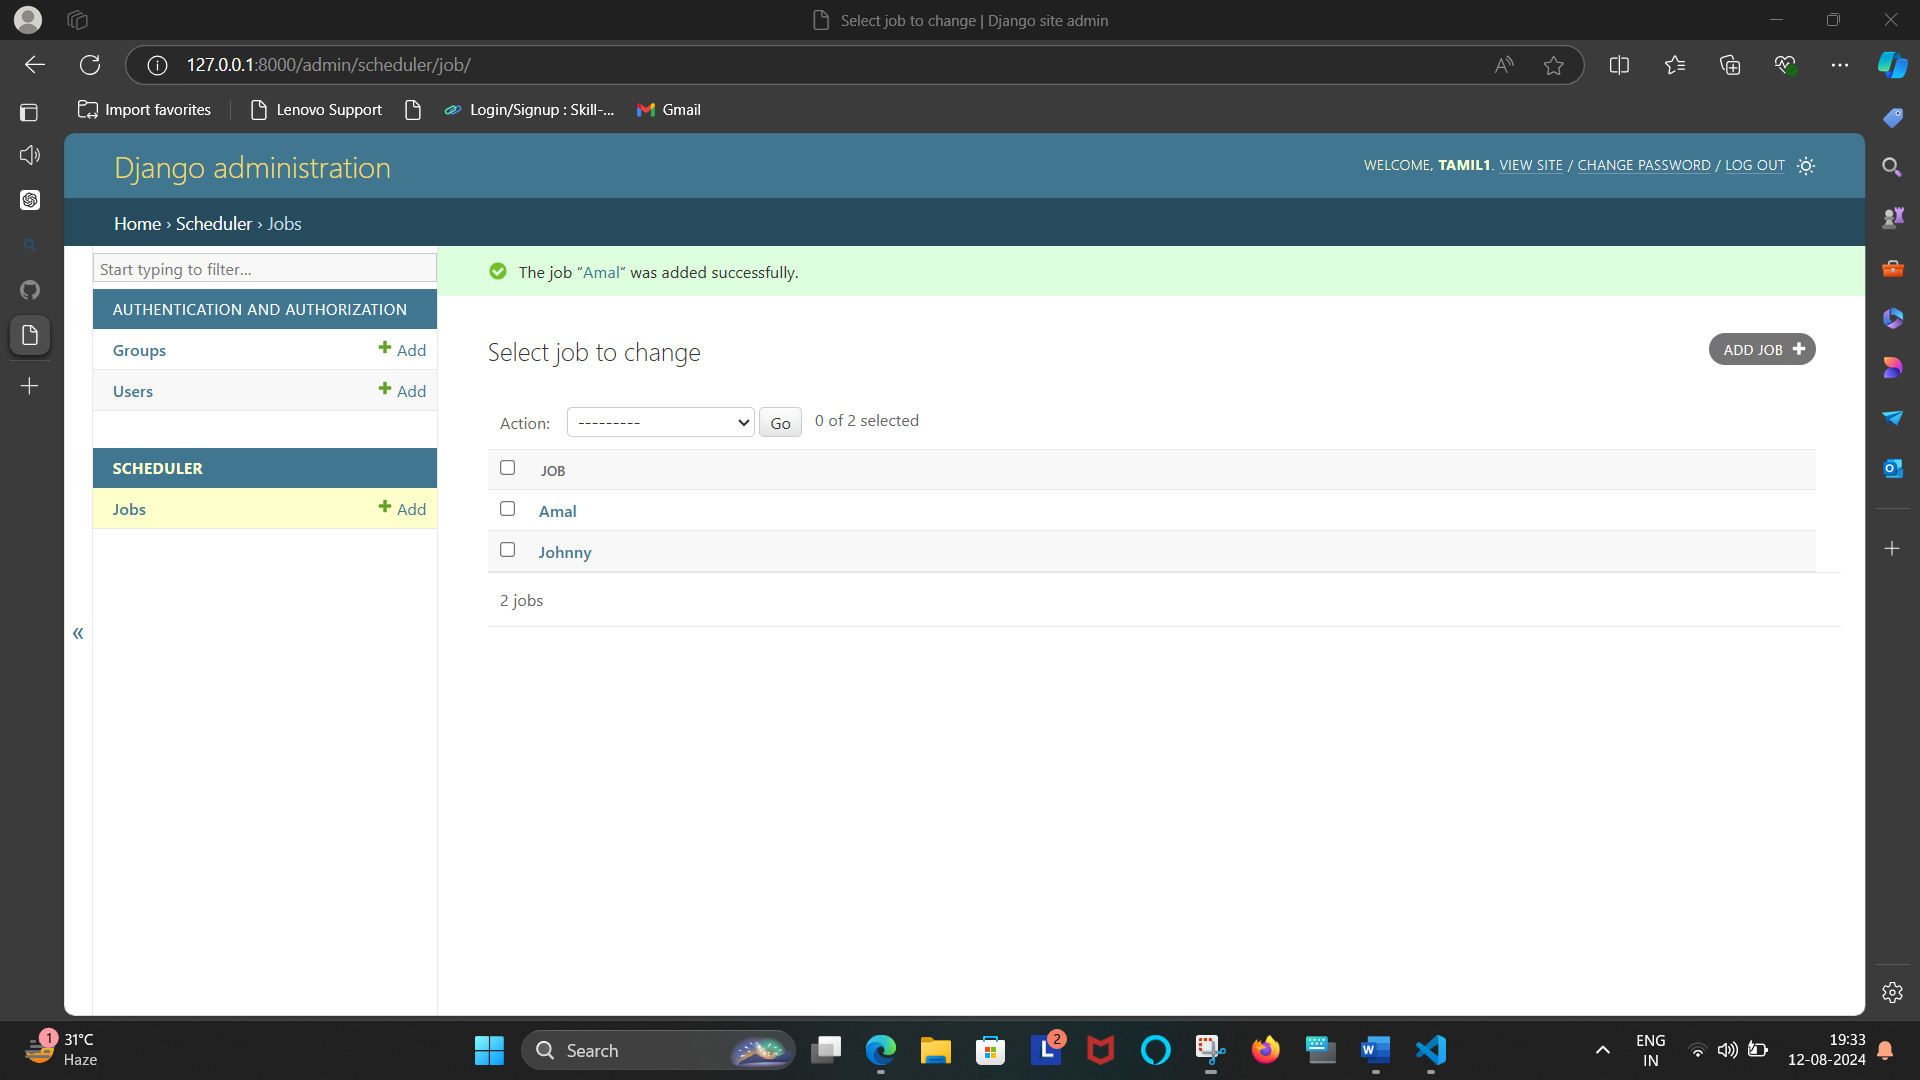 Select job to change | Django site admin
127.0.0.1:8000/admin/scheduler/job/
Import favorites
Lenovo Support
Login/Signup : Skill-...
Gmail
Django administration
WELCOME, TAMIL1. VIEW SITE / CHANGE PASSWORD / LOG OUT
Home › Scheduler › Jobs
Start typing to filter...
The job “Amal” was added successfully.
AUTHENTICATION AND AUTHORIZATION
Groups
+ Add
Users
+ Add
SCHEDULER
Jobs
+ Add
«
Select job to change
ADD JOB +
Action:
---------
Go
0 of 2 selected
JOB
Amal
Johnny
2 jobs
1
31°C
Haze
Search
2
ENG
IN
19:33
12-08-2024